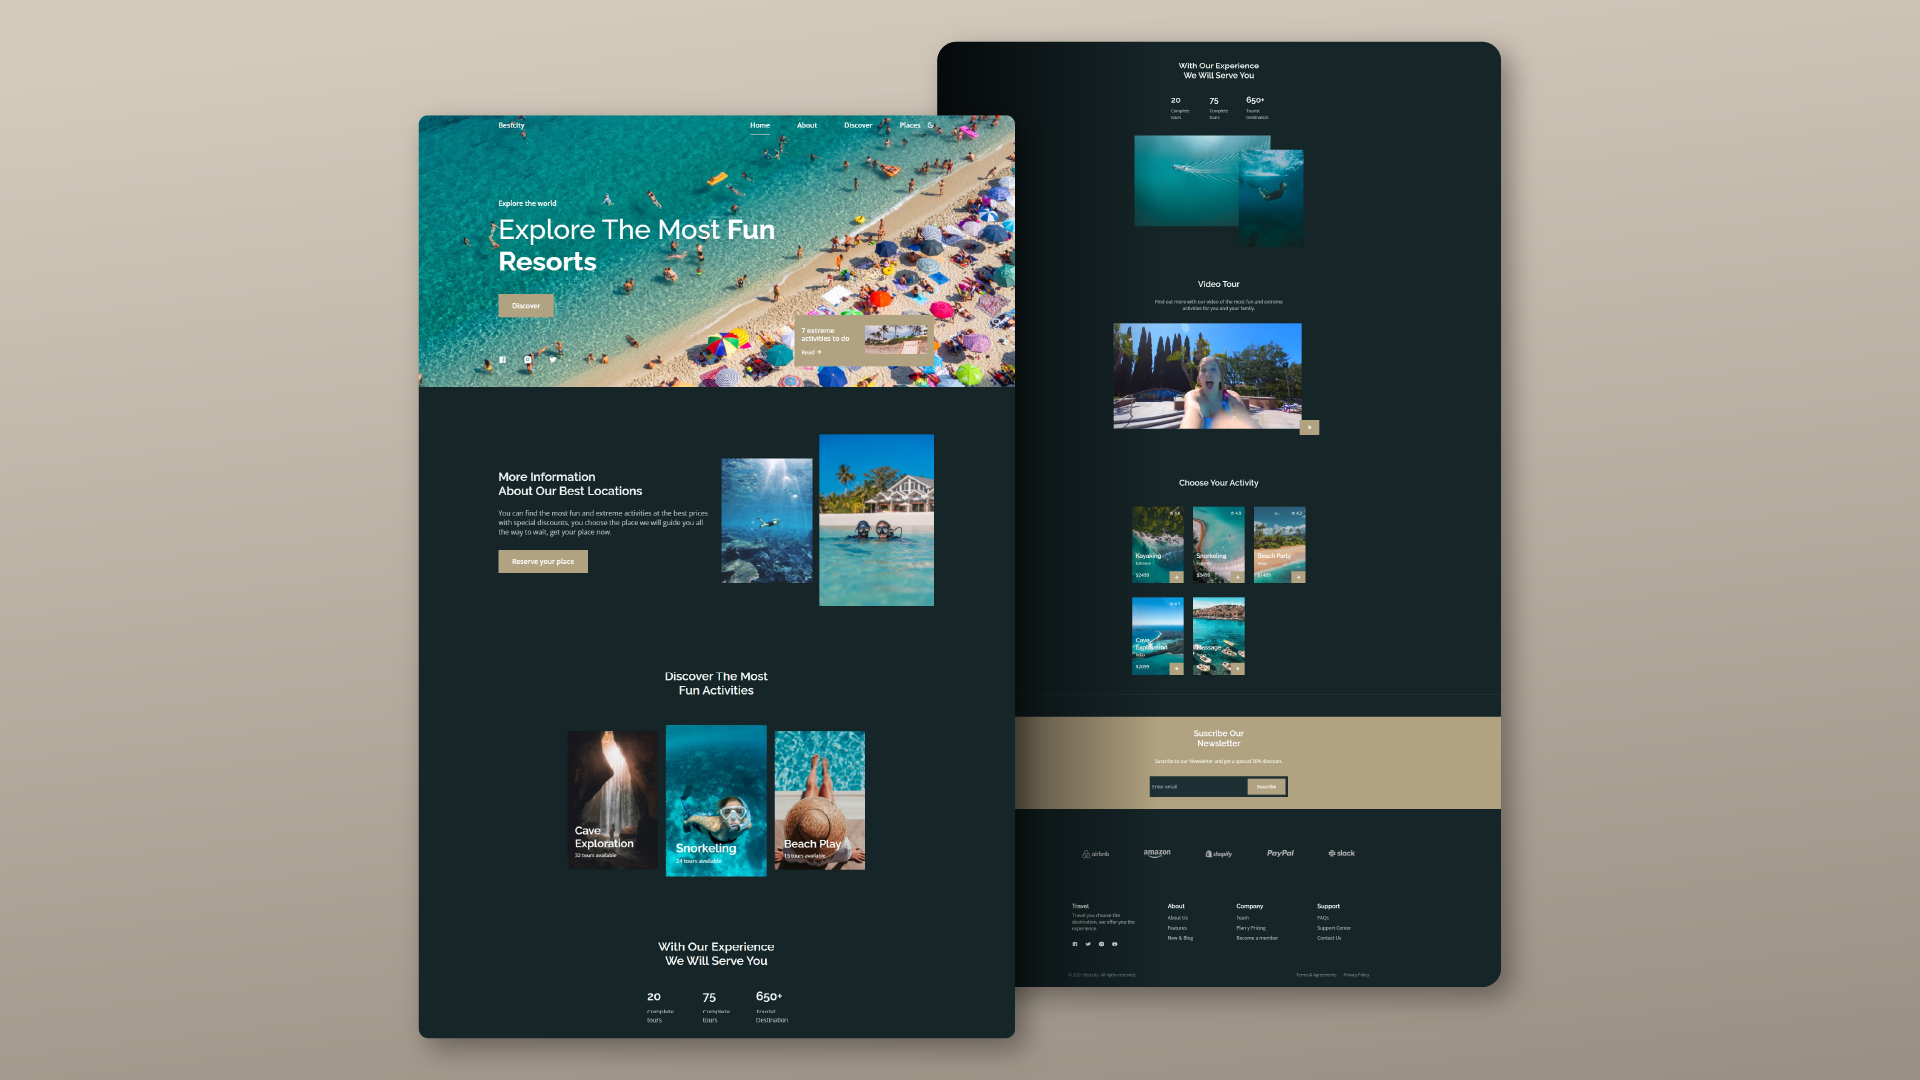 Bestcity
Home
About
Discover
Places
Explore the world
Explore The Most Fun
Resorts
Discover
7 extreme
activities to do
Read
More Information
About Our Best Locations
You can find the most fun and extreme activities at the best prices
with special discounts, you choose the place we will guide you all
the way to wait, get your place now.
Reserve your place
Discover The Most
Fun Activities
Cave
Exploration
32 tours available
Snorkeling
24 tours available
Beach Play
15 tours available
With Our Experience
We Will Serve You
20
75
650+
Complete
tours
Complete
tours
Tourist
Destination
With Our Experience
We Will Serve You
20
75
650+
Complete
tours
Complete
tours
Tourist
Destination
Video Tour
Find out more with our video of the most fun and extreme
activities for you and your family.
Choose Your Activity
Kayaking
Extreme
$2499
4.9
Snorkeling
4.2
Beach Party
Relax
Cave
Exploration
Relax
$2099
Massage
Suscribe Our
Newsletter
Suscribe to our Newsletter and get a special 30% discount.
Enter email
Suscribe
airbnb
amazon
shopify
PayPal
slack
Travel
Travel you choose the
destination, we offer you the
experience.
About
About Us
Features
New & Blog
Company
Team
Plan y Pricing
Become a member
Support
FAQs
Support Center
Contact Us
© 2021 Bestcity. All rights reserved.
Terms & Agreements
Privacy Policy